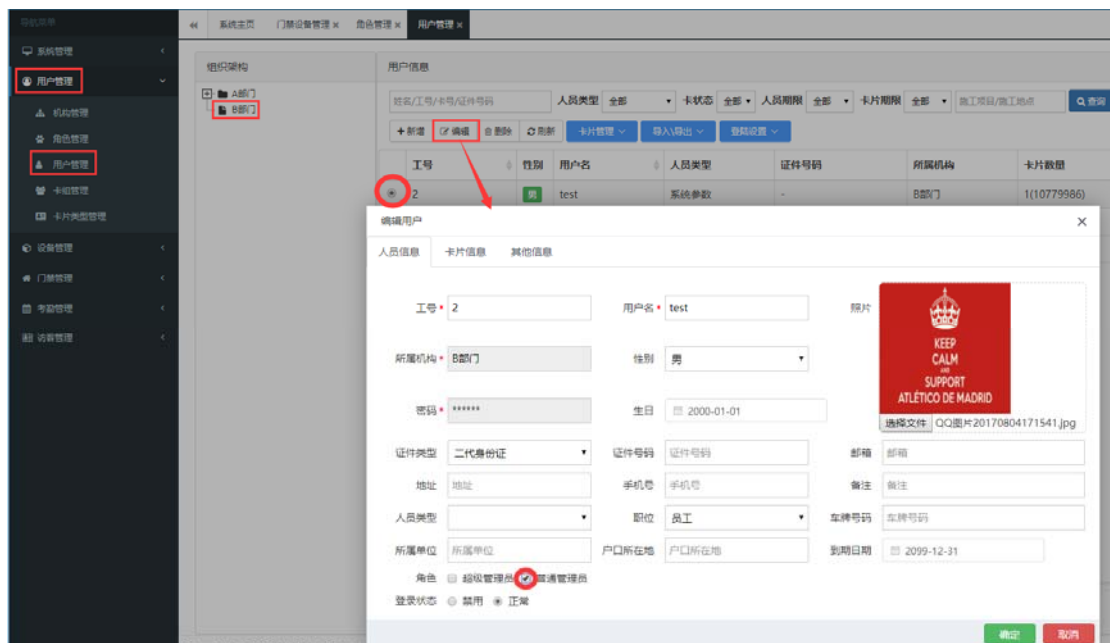 导航菜单
系统管理
用户管理
机构管理
角色管理
用户管理
卡组管理
卡片类型管理
设备管理
门禁管理
考勤管理
访客管理
系统主页 门禁设备管理 × 角色管理 × 用户管理 ×
组织架构
A部门
B部门
用户信息
姓名/工号/卡号/证件号码 人员类型 全部 卡状态 全部 人员期限 全部 卡片期限 全部 施工项目/施工地点 查询
+新增 编辑 删除 刷新 卡片管理 导入\导出 登陆设置
工号 性别 用户名 人员类型 证件号码 所属机构 卡片数量
2 男 test 系统参数 - B部门 1(10779986)
编辑用户 ×
人员信息 卡片信息 其他信息
工号 * 2 用户名 * test 照片
KEEP
CALM
AND
SUPPORT
ATLÉTICO DE MADRID
选择文件 QQ图片20170804171541.jpg
所属机构 * B部门 性别 男
密码 * ****** 生日 2000-01-01
证件类型 二代身份证 证件号码 证件号码 邮箱 邮箱
地址 地址 手机号 手机号 备注 备注
人员类型 职位 员工 车牌号码 车牌号码
所属单位 所属单位 户口所在地 户口所在地 到期日期 2099-12-31
角色 超级管理员 普通管理员
登录状态 禁用 正常
确定 取消